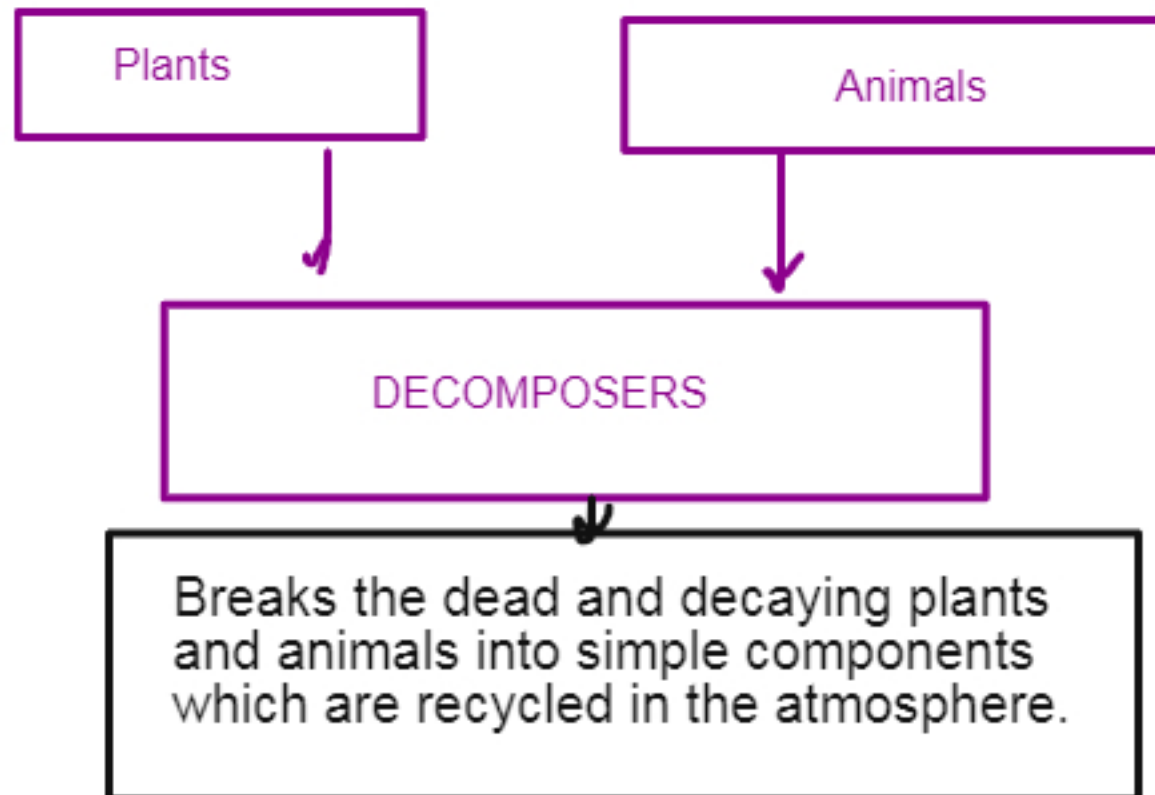 Plants
Animals
DECOMPOSERS
Breaks the dead and decaying plants
and animals into simple components
which are recycled in the atmosphere.